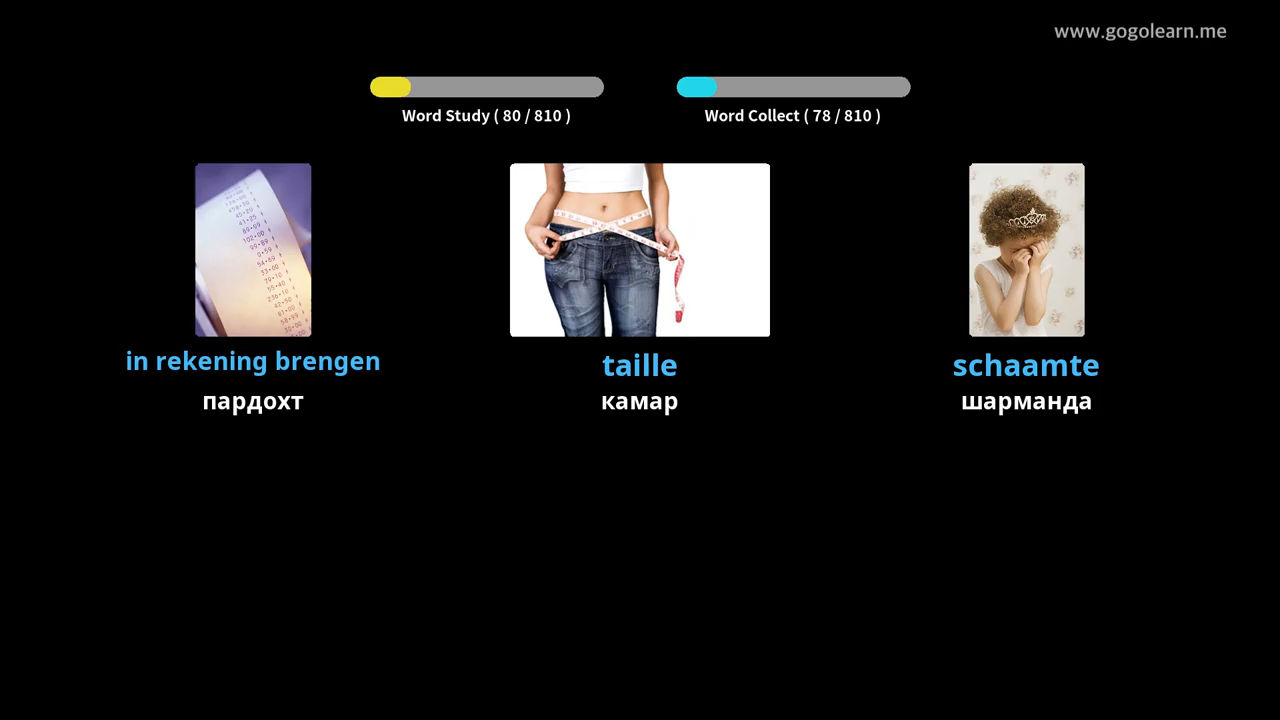 www.gogolearn.me
Word Study ( 80 / 810 )
Word Collect ( 78 / 810 )
in rekening brengen
taille
schaamte
пардохт
камар
шарманда